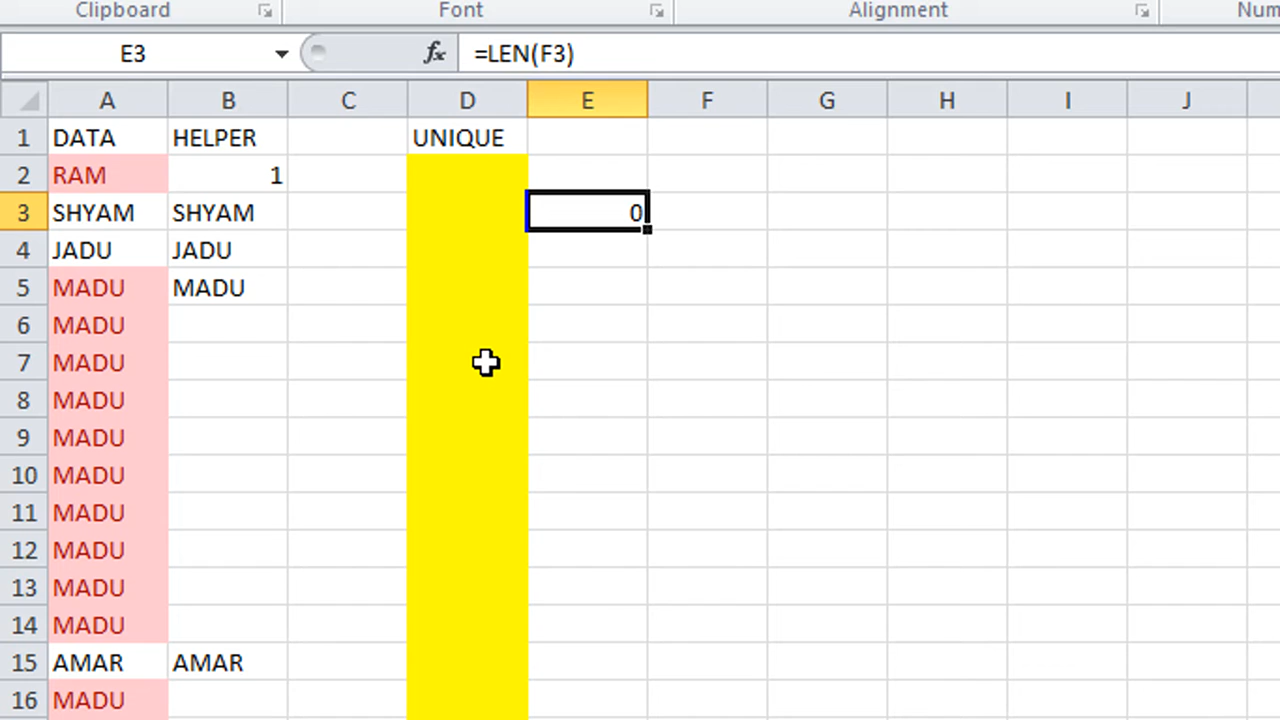 Clipboard Font Alignment Num
E3 fx =LEN(F3)
A B C D E F G H I J
1 DATA HELPER UNIQUE
2 RAM 1
3 SHYAM SHYAM 0
4 JADU JADU
5 MADU MADU
6 MADU
7 MADU
8 MADU
9 MADU
10 MADU
11 MADU
12 MADU
13 MADU
14 MADU
15 AMAR AMAR
16 MADU